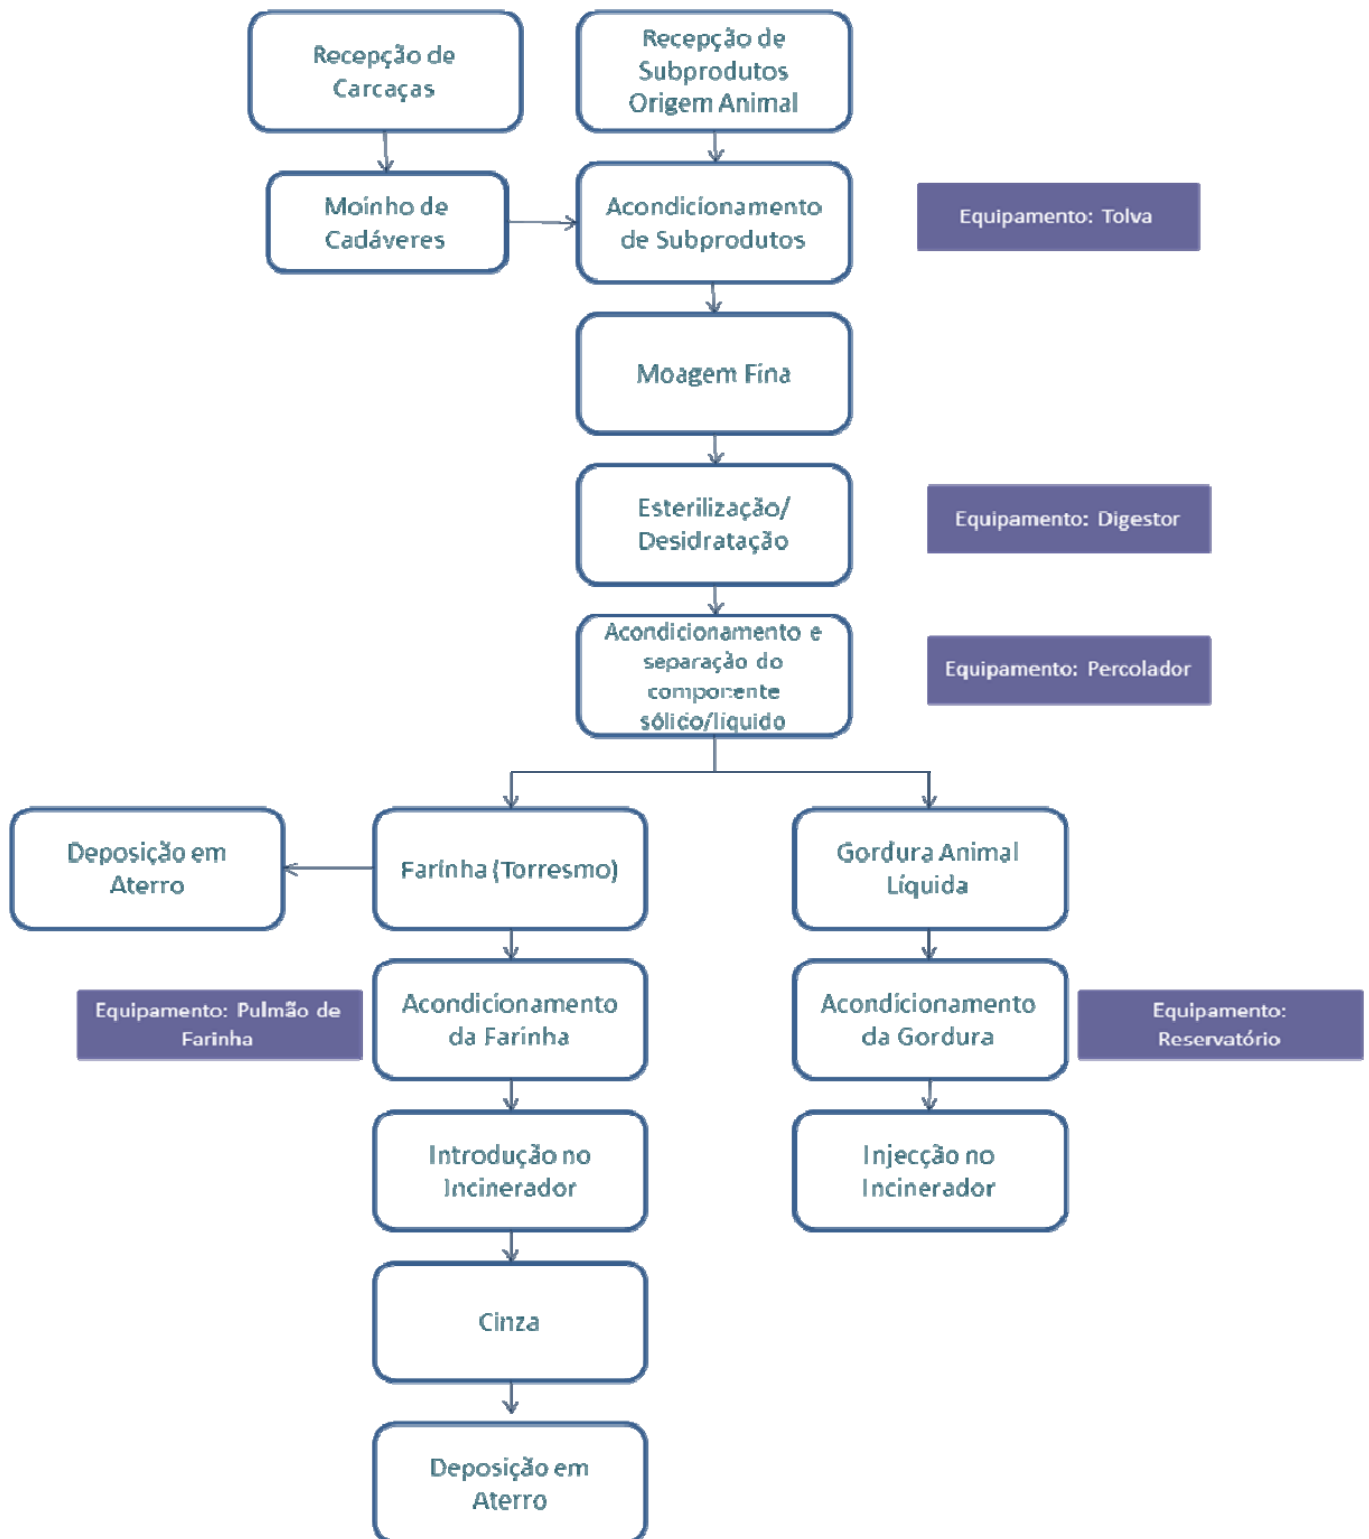 Recepção de
Carcaças
Recepção de
Subprodutos
Origem Animal
Moinho de
Cadáveres
Acondicionamento
de Subprodutos
Equipamento: Tolva
Moagem Fina
Esterilização/
Desidratação
Equipamento: Digestor
Acondicionamento e
separação do
componente
sólido/líquido
Equipamento: Percolador
Deposição em
Aterro
Farinha (Torresmo)
Gordura Animal
Líquida
Equipamento: Pulmão de
Farinha
Acondicionamento
da Farinha
Acondicionamento
da Gordura
Equipamento:
Reservatório
Introdução no
Incinerador
Injecção no
Incinerador
Cinza
Deposição em
Aterro